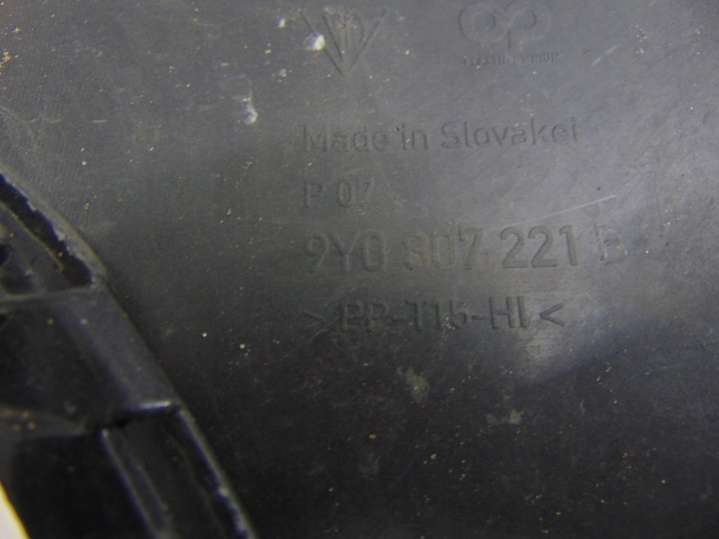 Made in Slovakei
P 07
9Y0 807 221 B
>PP-T15-HI<